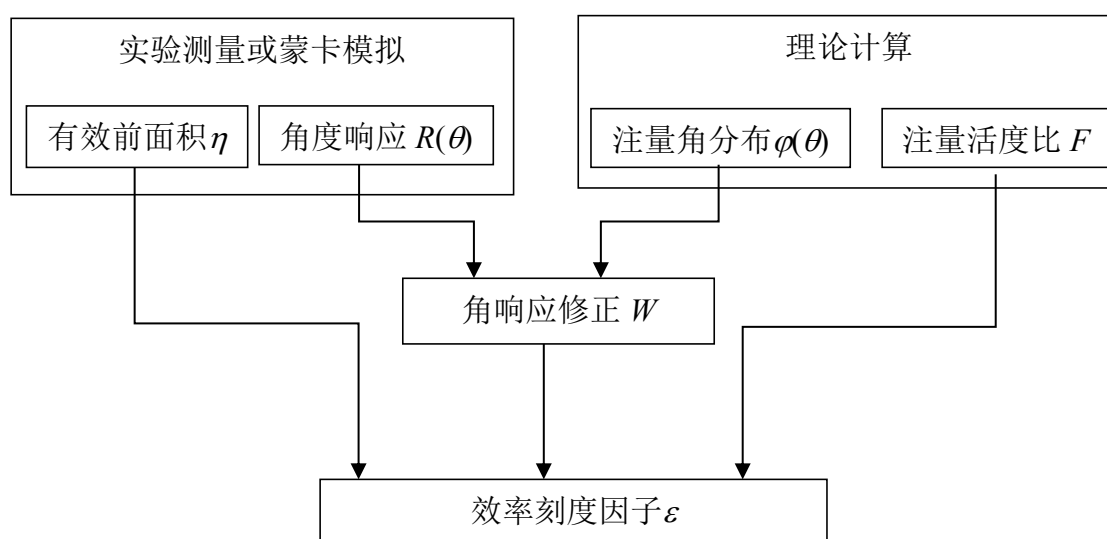 实验测量或蒙卡模拟
理论计算
有效前面积η
角度响应 R(θ)
注量角分布φ(θ)
注量活度比 F
角响应修正 W
效率刻度因子ε